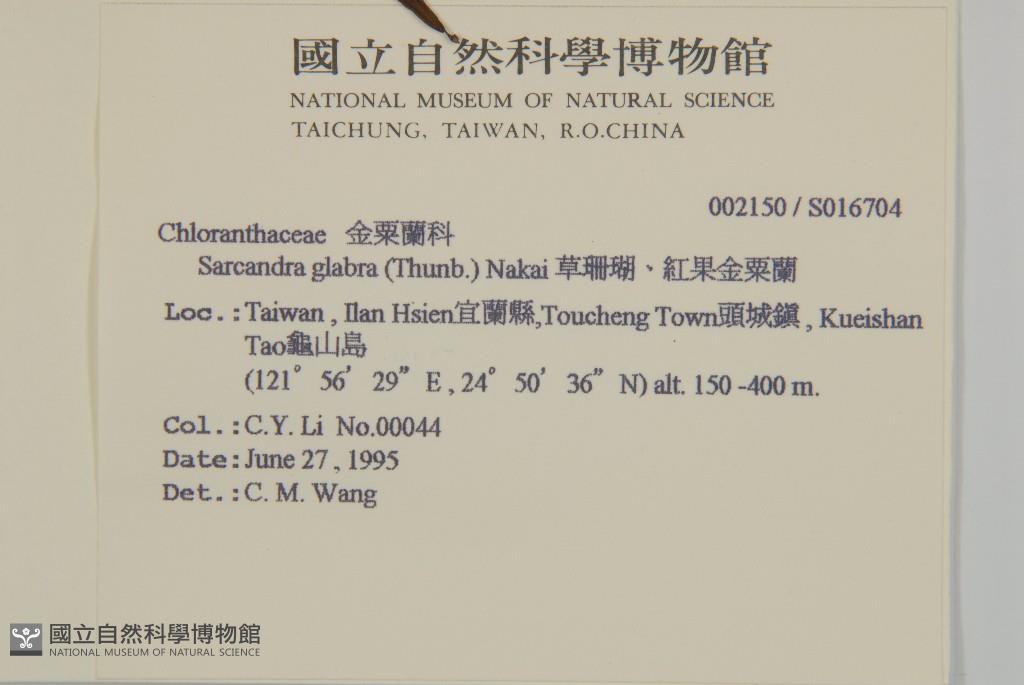 國立自然科學博物館
NATIONAL MUSEUM OF NATURAL SCIENCE
TAICHUNG, TAIWAN, R.O.CHINA
002150 / S016704
Chloranthaceae 金粟蘭科
Sarcandra glabra (Thunb.) Nakai 草珊瑚、紅果金粟蘭
Loc.:Taiwan , Ilan Hsien宜蘭縣,Toucheng Town頭城鎮 , Kueishan
Tao龜山島
(121° 56' 29" E , 24° 50' 36" N) alt. 150 -400 m.
Col.:C.Y. Li No.00044
Date:June 27 , 1995
Det.:C. M. Wang
國立自然科學博物館
NATIONAL MUSEUM OF NATURAL SCIENCE